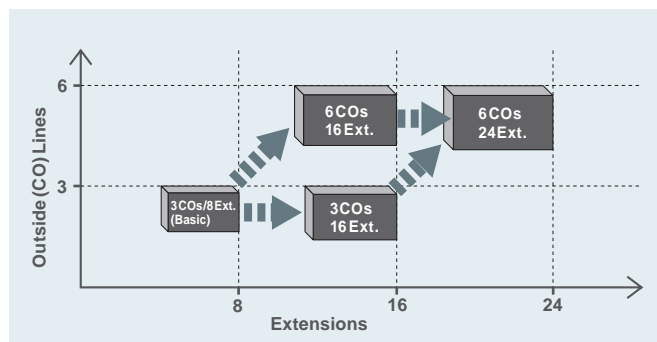 Outside (CO) Lines
6
3
6COs
16Ext.
6COs
24Ext.
3COs/8Ext.
(Basic)
3COs
16Ext.
8
16
24
Extensions